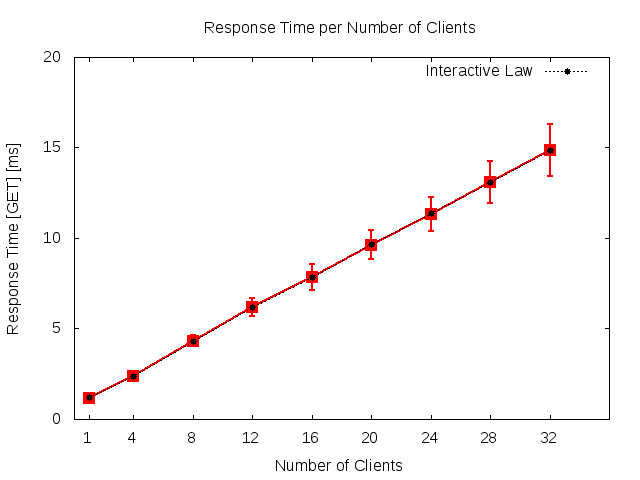 Response Time per Number of Clients
Interactive Law
Response Time [GET] [ms]
20
15
10
5
0
1 4 8 12 16 20 24 28 32
Number of Clients